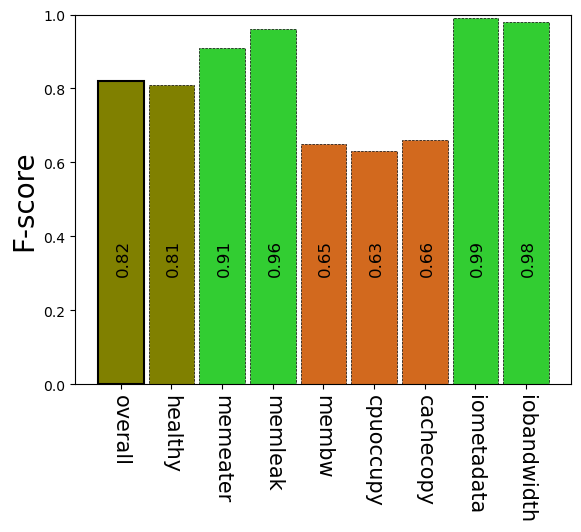 F-score
1.0
0.8
0.6
0.4
0.2
0.0
0.82
0.81
0.91
0.96
0.65
0.63
0.66
0.99
0.98
overall
healthy
memeater
memleak
membw
cpuoccupy
cachecopy
iometadata
iobandwidth